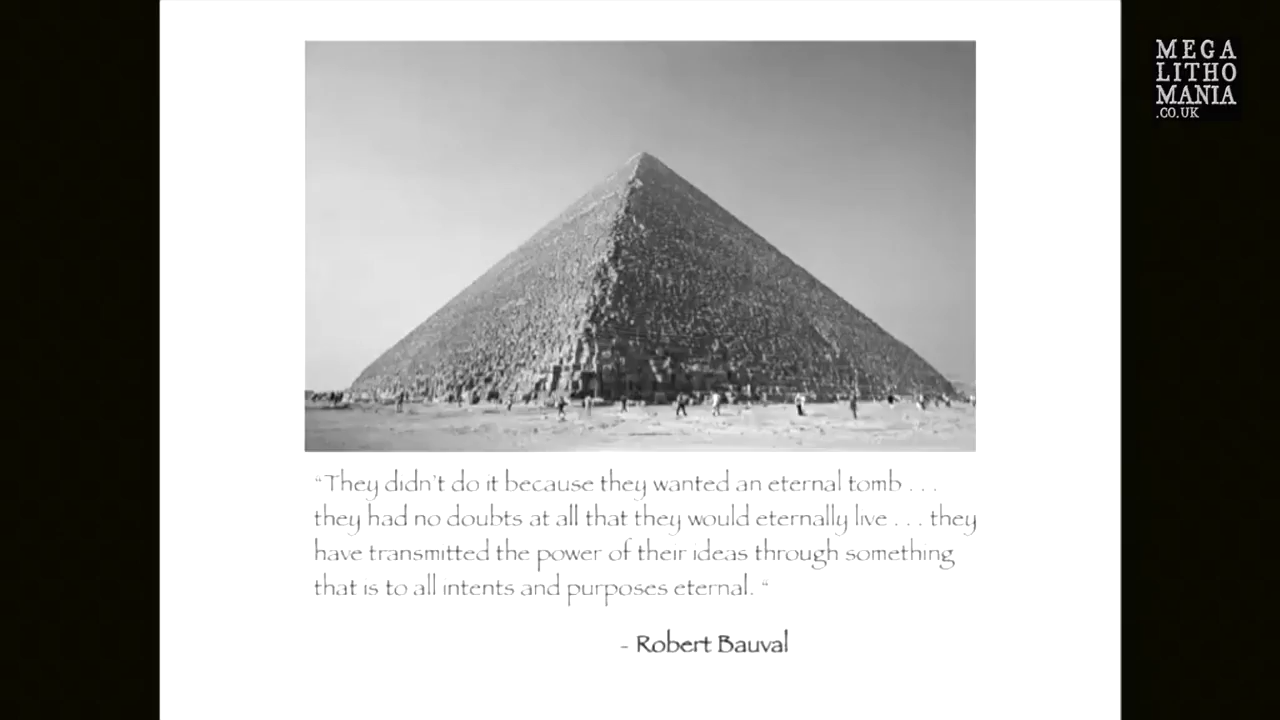 MEGA
LITHO
MANIA
.CO.UK
"They didn't do it because they wanted an eternal tomb . . .
they had no doubts at all that they would eternally live . . . they
have transmitted the power of their ideas through something
that is to all intents and purposes eternal. "
- Robert Bauval